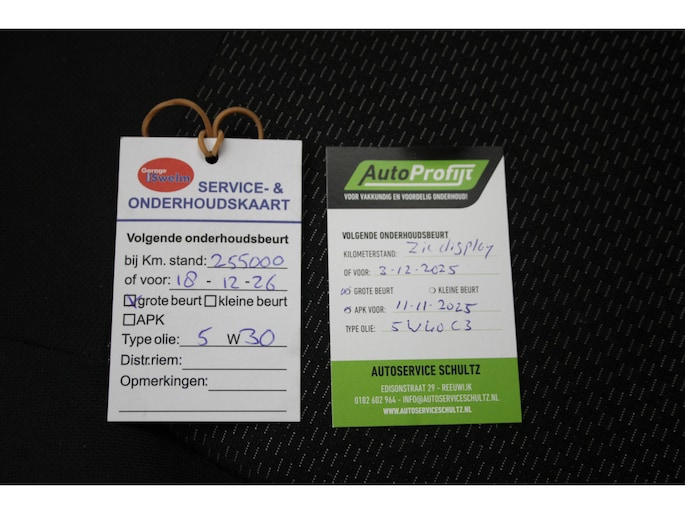 Garage
Iswelm
SERVICE- &
ONDERHOUDSKAART
Volgende onderhoudsbeurt
bij Km. stand: 255000
of voor: 18 - 12 - 26
grote beurt kleine beurt
APK
Type olie: 5 W 30
Distr.riem:
Opmerkingen:
AutoProfijt
VOOR VAKKUNDIG EN VOORDELIG ONDERHOUD!
VOLGENDE ONDERHOUDSBEURT
KILOMETERSTAND: Zie display
OF VOOR: 3-12-2025
GROTE BEURT KLEINE BEURT
APK VOOR: 11-11-2025
TYPE OLIE: 5W40 C3
AUTOSERVICE SCHULTZ
EDISONSTRAAT 29 - REEUWIJK
0182 602 964 - INFO@AUTOSERVICESCHULTZ.NL
WWW.AUTOSERVICESCHULTZ.NL